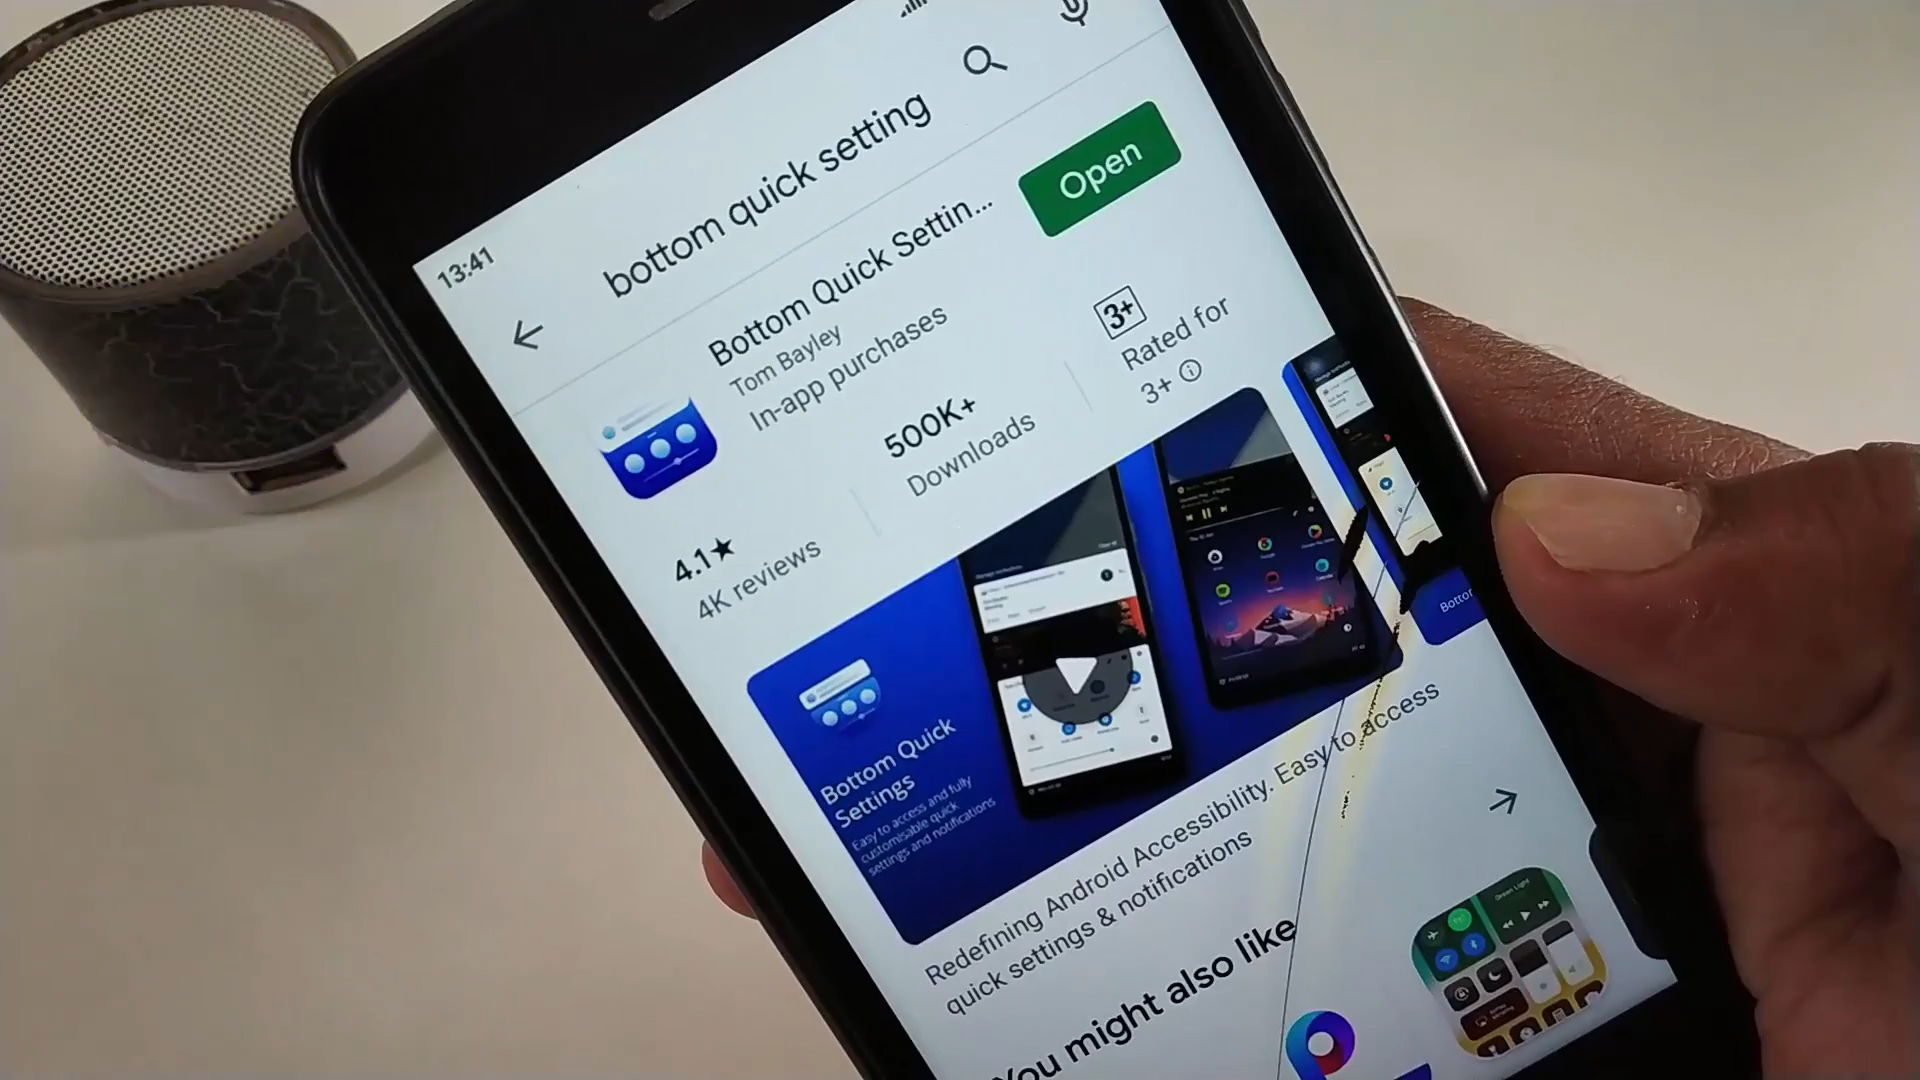 13:41
bottom quick setting
Bottom Quick Settin...
Tom Bayley
In-app purchases
Open
4.1★
4K reviews
500K+
Downloads
3+
Rated for
3+
Bottom Quick
Settings
Easy to access and fully
customisable quick
settings and notifications
Redefining Android Accessibility. Easy to access
quick settings & notifications
You might also like